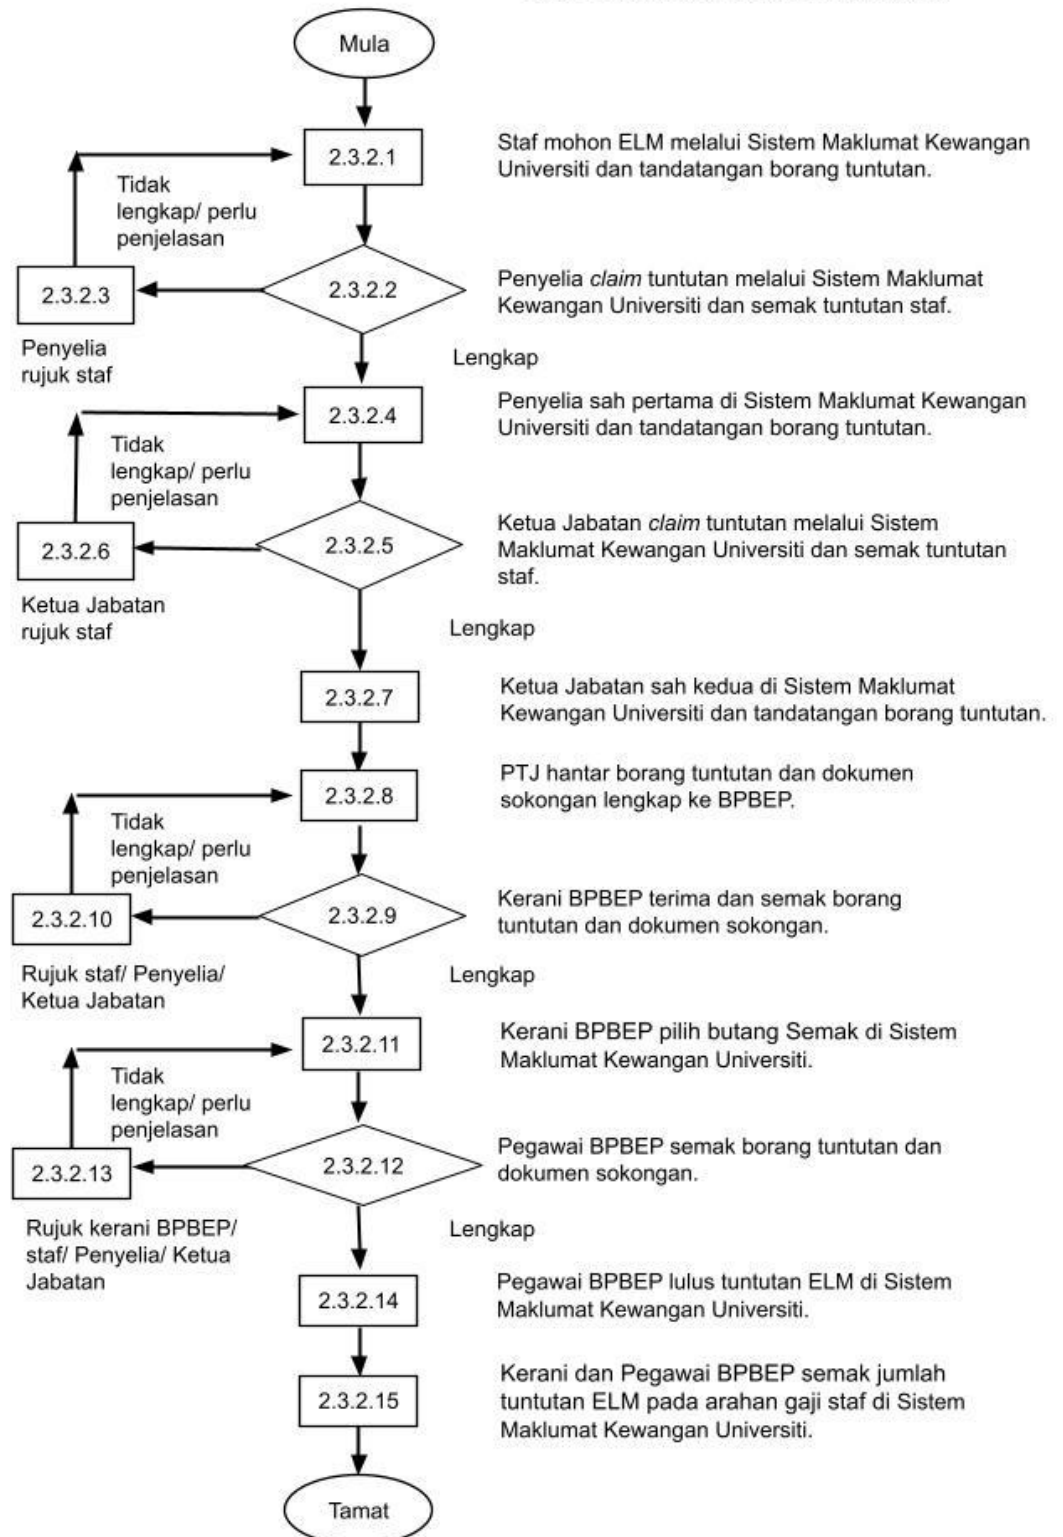 Mula
2.3.2.1
Staf mohon ELM melalui Sistem Maklumat Kewangan
Universiti dan tandatangan borang tuntutan.
Tidak
lengkap/ perlu
penjelasan
2.3.2.3
2.3.2.2
Penyelia claim tuntutan melalui Sistem Maklumat
Kewangan Universiti dan semak tuntutan staf.
Penyelia
rujuk staf
Lengkap
2.3.2.4
Penyelia sah pertama di Sistem Maklumat Kewangan
Universiti dan tandatangan borang tuntutan.
Tidak
lengkap/ perlu
penjelasan
2.3.2.6
2.3.2.5
Ketua Jabatan claim tuntutan melalui Sistem
Maklumat Kewangan Universiti dan semak tuntutan
staf.
Ketua Jabatan
rujuk staf
Lengkap
2.3.2.7
Ketua Jabatan sah kedua di Sistem Maklumat
Kewangan Universiti dan tandatangan borang tuntutan.
2.3.2.8
PTJ hantar borang tuntutan dan dokumen
sokongan lengkap ke BPBEP.
Tidak
lengkap/ perlu
penjelasan
2.3.2.10
2.3.2.9
Kerani BPBEP terima dan semak borang
tuntutan dan dokumen sokongan.
Rujuk staf/ Penyelia/
Ketua Jabatan
Lengkap
2.3.2.11
Kerani BPBEP pilih butang Semak di Sistem
Maklumat Kewangan Universiti.
Tidak
lengkap/ perlu
penjelasan
2.3.2.13
2.3.2.12
Pegawai BPBEP semak borang tuntutan dan
dokumen sokongan.
Rujuk kerani BPBEP/
staf/ Penyelia/ Ketua
Jabatan
Lengkap
2.3.2.14
Pegawai BPBEP lulus tuntutan ELM di Sistem
Maklumat Kewangan Universiti.
2.3.2.15
Kerani dan Pegawai BPBEP semak jumlah
tuntutan ELM pada arahan gaji staf di Sistem
Maklumat Kewangan Universiti.
Tamat